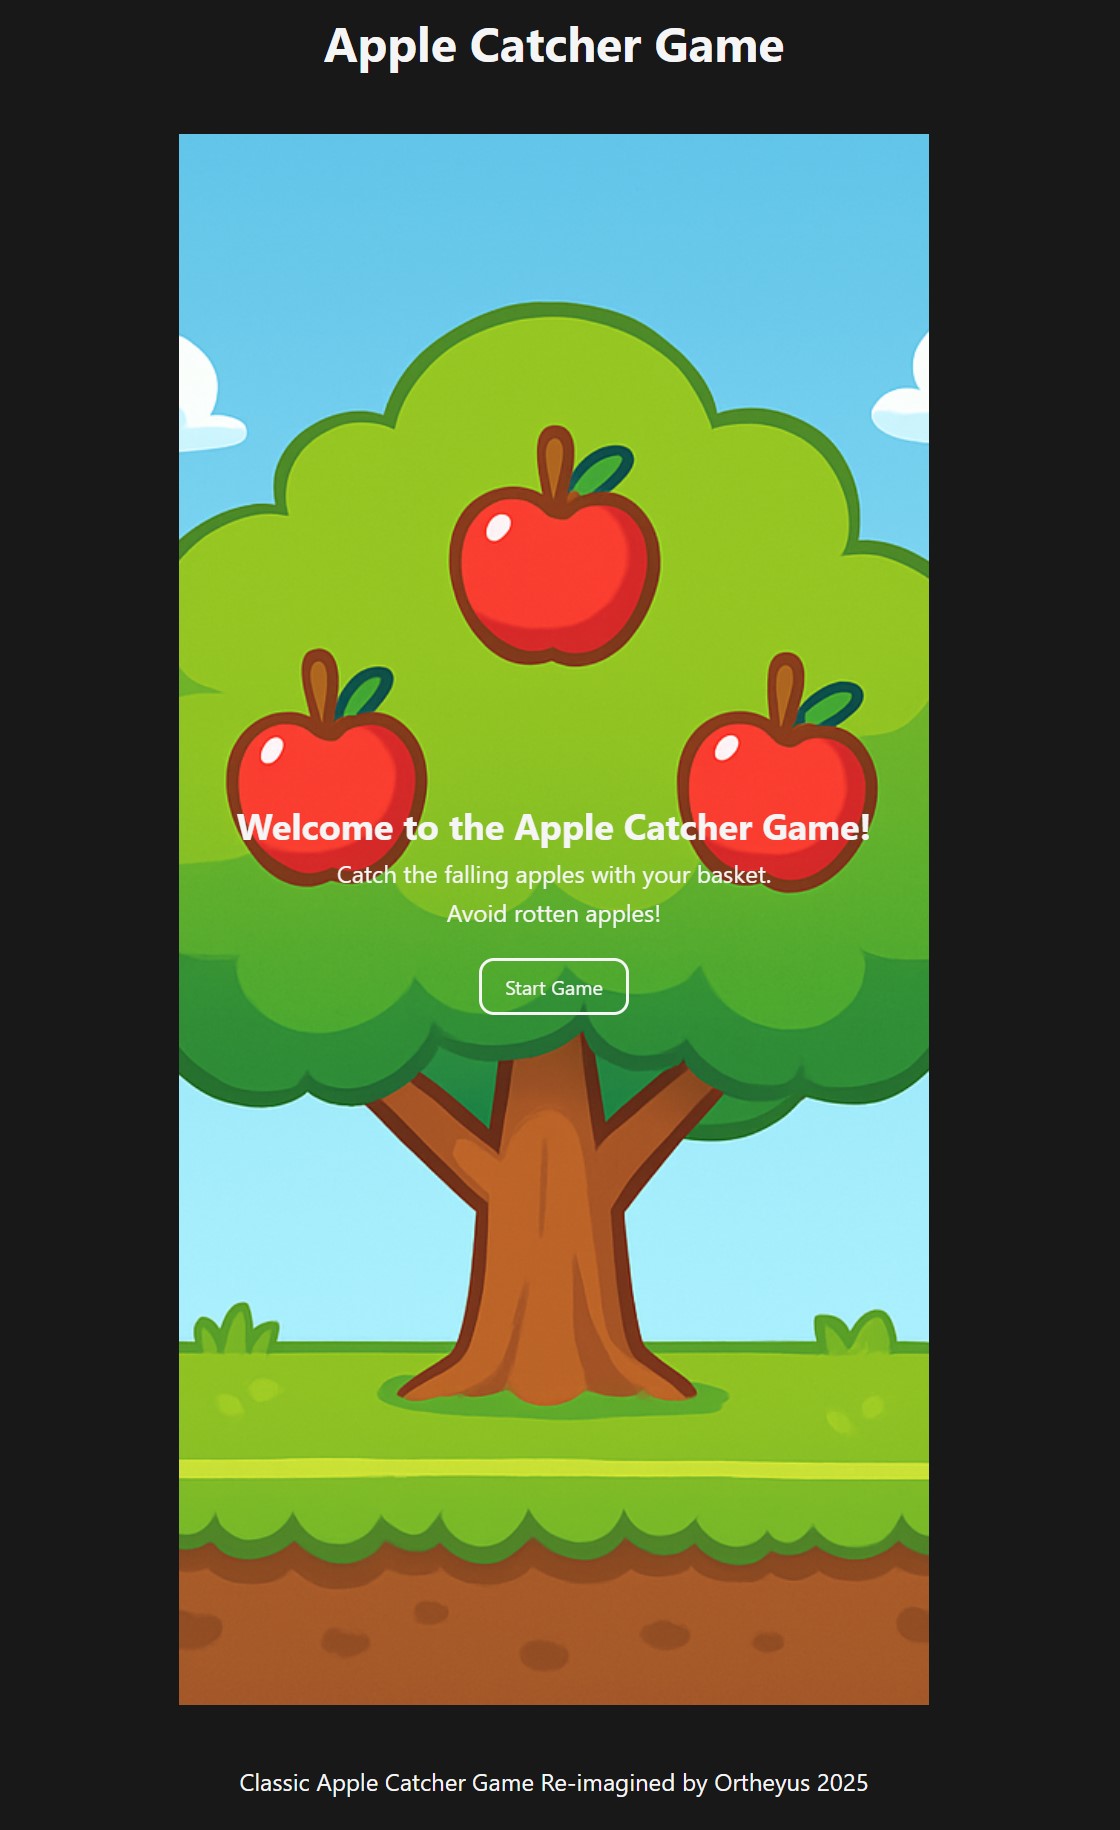 Apple Catcher Game
Welcome to the Apple Catcher Game!
Catch the falling apples with your basket.
Avoid rotten apples!
Start Game
Classic Apple Catcher Game Re-imagined by Ortheyus 2025